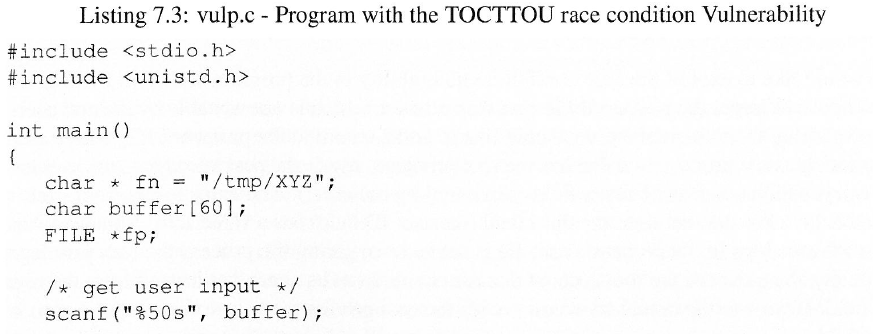 Listing 7.3: vulp.c - Program with the TOCTTOU race condition Vulnerability
#include <stdio.h>
#include <unistd.h>
int main()
{
char * fn = "/tmp/XYZ";
char buffer[60];
FILE *fp;
/* get user input */
scanf("%50s", buffer);